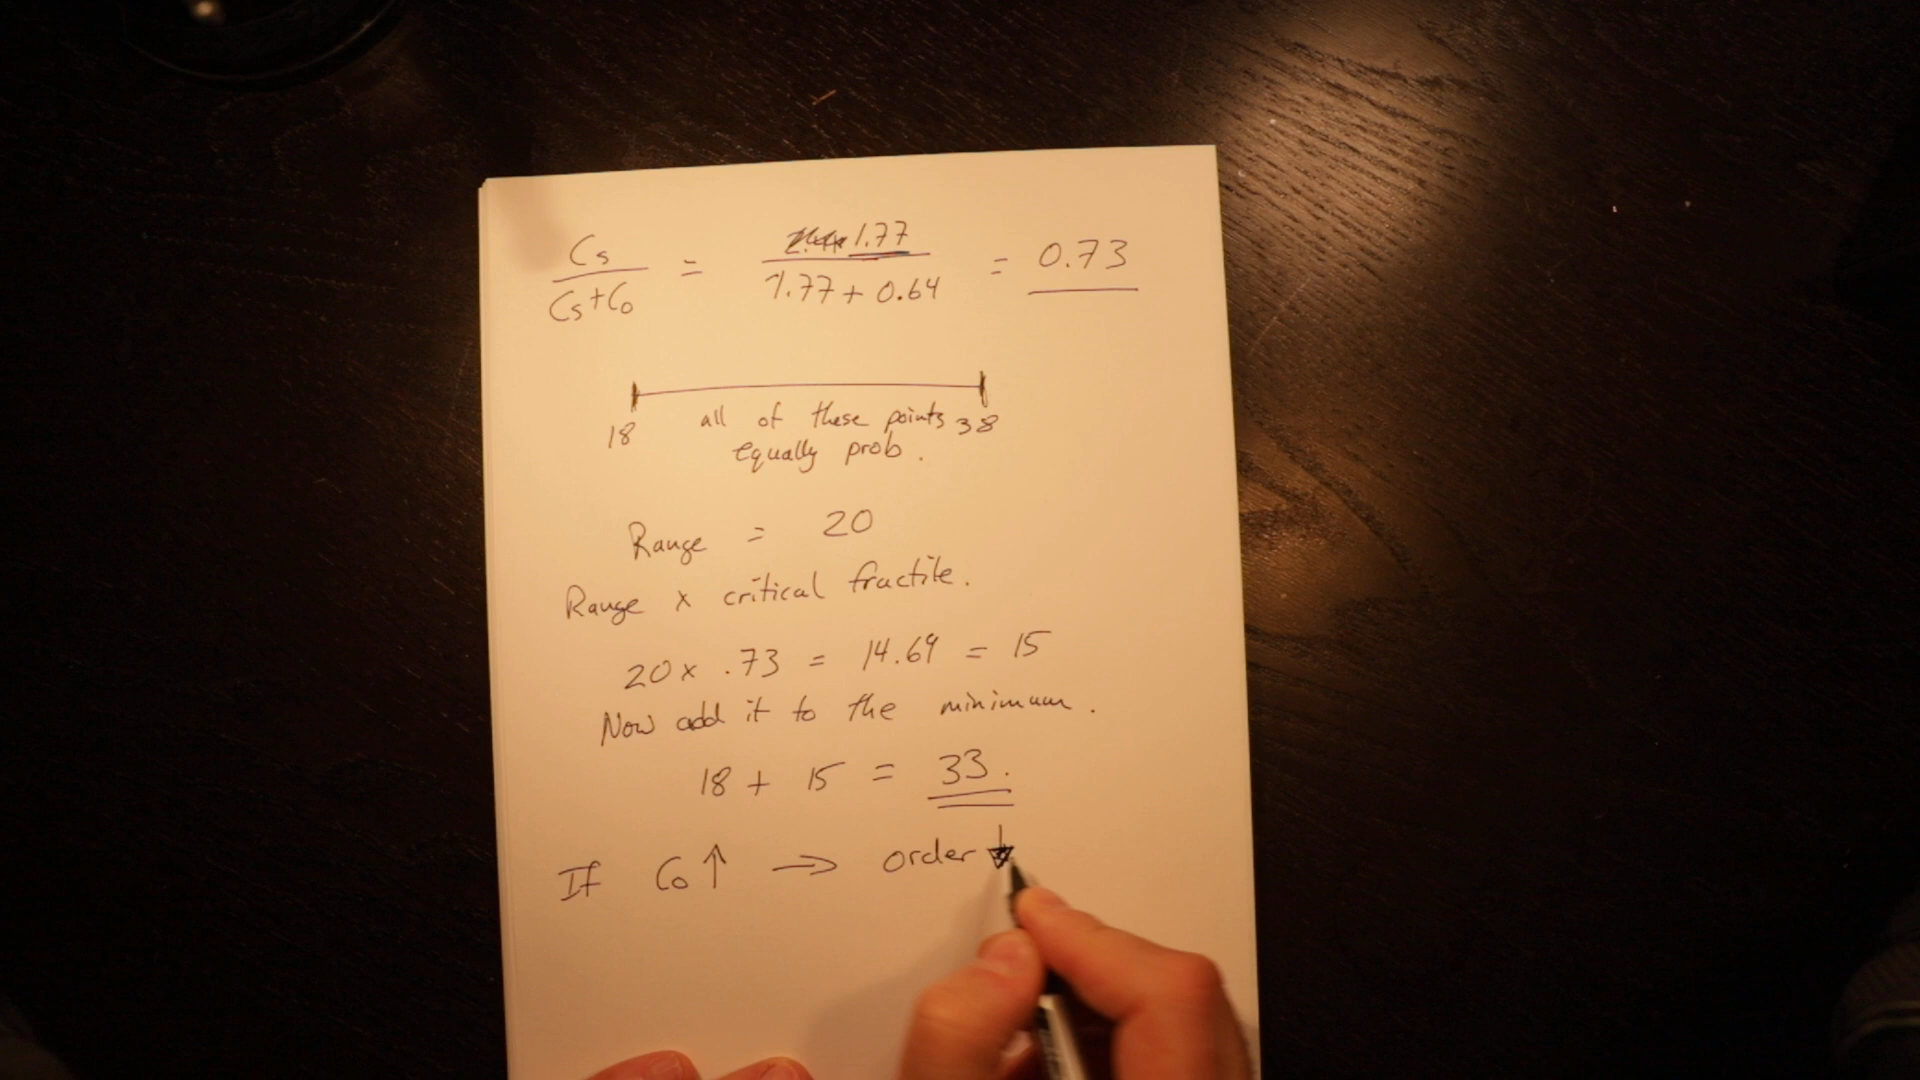 Cs / Cs+Co = 1.77 / 1.77 + 0.64 = 0.73
18 38
all of these points
equally prob.
Range = 20
Range x critical fractile.
20 x .73 = 14.69 = 15
Now add it to the minimum.
18 + 15 = 33.
If Co ↑ → order ↓